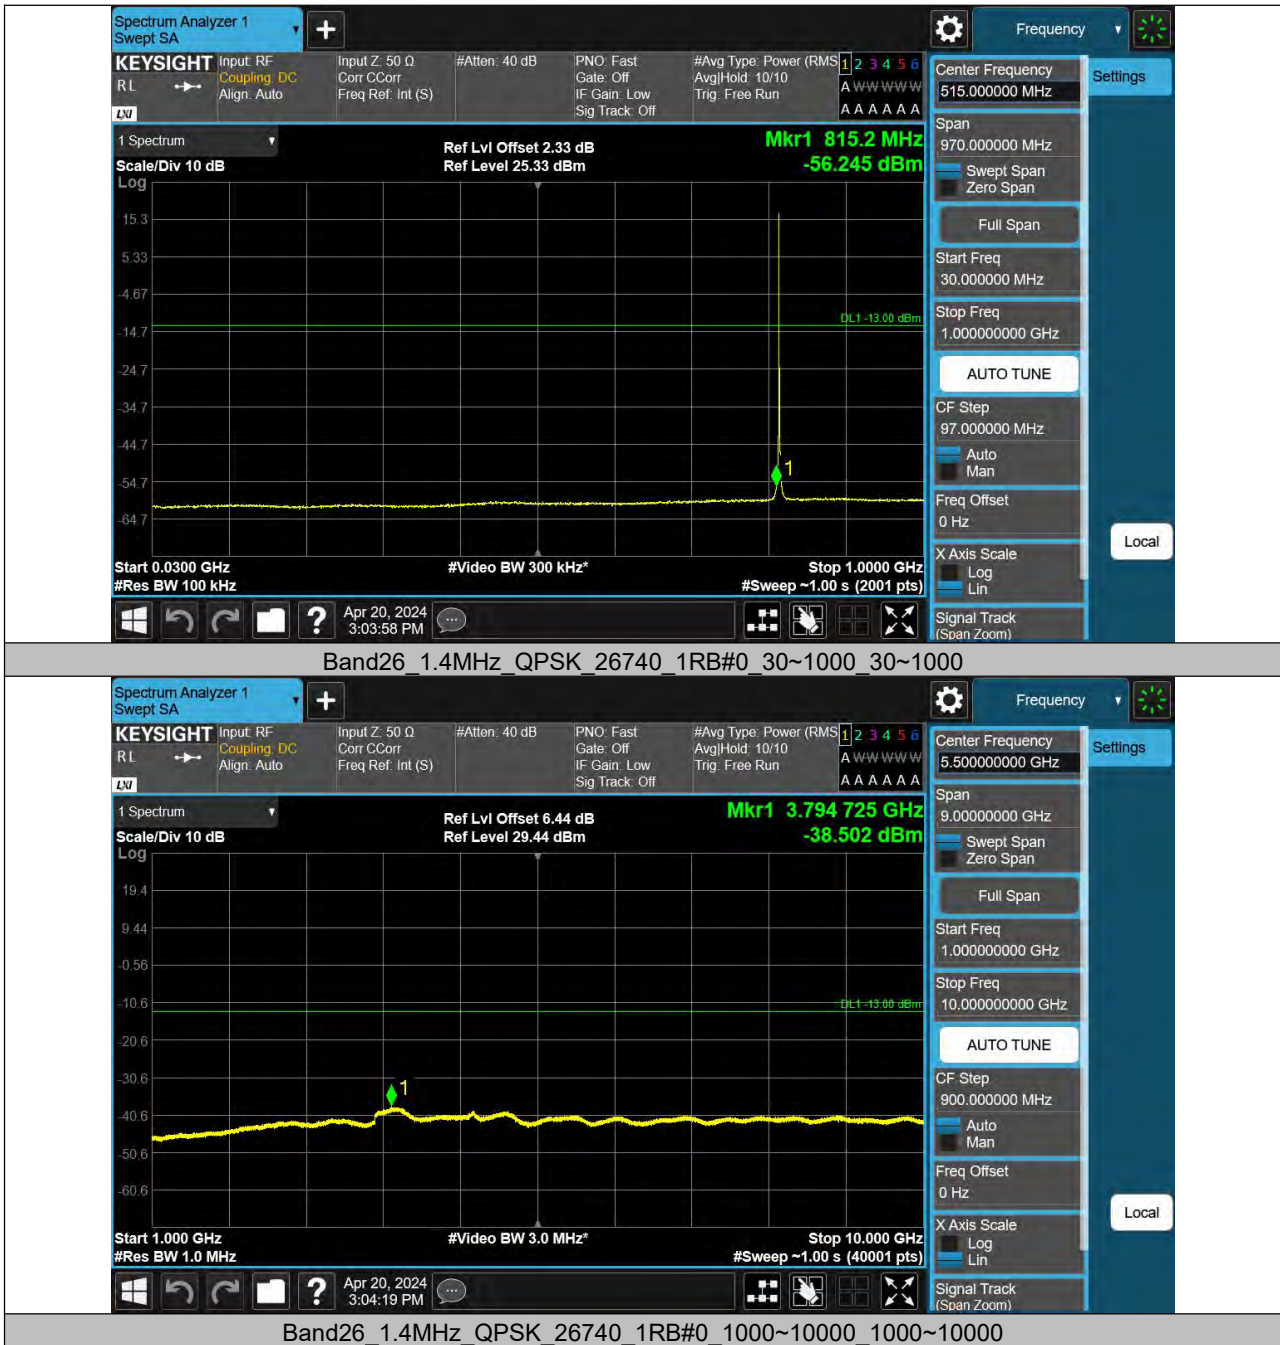 Spectrum Analyzer 1
Swept SA
Frequency
KEYSIGHT
RL
LXI
Input: RF
Coupling: DC
Align: Auto
Input Z: 50 Ω
Corr CCorr
Freq Ref: Int (S)
#Atten: 40 dB
PNO: Fast
Gate: Off
IF Gain: Low
Sig Track: Off
#Avg Type: Power (RMS
Avg|Hold: 10/10
Trig: Free Run
1 2 3 4 5 6
A W W W W W
A A A A A A
1 Spectrum
Scale/Div 10 dB
Ref Lvl Offset 2.33 dB
Ref Level 25.33 dBm
Mkr1 815.2 MHz
-56.245 dBm
Log
15.3
5.33
-4.67
-14.7
-24.7
-34.7
-44.7
-54.7
-64.7
DL1 -13.00 dBm
1
Start 0.0300 GHz
#Res BW 100 kHz
#Video BW 300 kHz*
Stop 1.0000 GHz
#Sweep ~1.00 s (2001 pts)
Apr 20, 2024
3:03:58 PM
Center Frequency
515.000000 MHz
Span
970.000000 MHz
Swept Span
Zero Span
Full Span
Start Freq
30.000000 MHz
Stop Freq
1.000000000 GHz
AUTO TUNE
CF Step
97.000000 MHz
Auto
Man
Freq Offset
0 Hz
X Axis Scale
Log
Lin
Signal Track
(Span Zoom)
Settings
Local
Band26_1.4MHz_QPSK_26740_1RB#0_30~1000_30~1000
Spectrum Analyzer 1
Swept SA
Frequency
KEYSIGHT
RL
LXI
Input: RF
Coupling: DC
Align: Auto
Input Z: 50 Ω
Corr CCorr
Freq Ref: Int (S)
#Atten: 40 dB
PNO: Fast
Gate: Off
IF Gain: Low
Sig Track: Off
#Avg Type: Power (RMS
Avg|Hold: 10/10
Trig: Free Run
1 2 3 4 5 6
A W W W W W
A A A A A A
1 Spectrum
Scale/Div 10 dB
Ref Lvl Offset 6.44 dB
Ref Level 29.44 dBm
Mkr1 3.794 725 GHz
-38.502 dBm
Log
19.4
9.44
-0.56
-10.6
-30.6
-40.6
-50.6
-60.6
DL1 -13.00 dBm
1
Start 1.000 GHz
#Res BW 1.0 MHz
#Video BW 3.0 MHz*
Stop 10.000 GHz
#Sweep ~1.00 s (40001 pts)
Apr 20, 2024
3:04:19 PM
Center Frequency
5.500000000 GHz
Span
9.00000000 GHz
Swept Span
Zero Span
Full Span
Start Freq
1.000000000 GHz
Stop Freq
10.000000000 GHz
AUTO TUNE
CF Step
900.000000 MHz
Auto
Man
Freq Offset
0 Hz
X Axis Scale
Log
Lin
Signal Track
(Span Zoom)
Settings
Local
Band26_1.4MHz_QPSK_26740_1RB#0_1000~10000_1000~10000